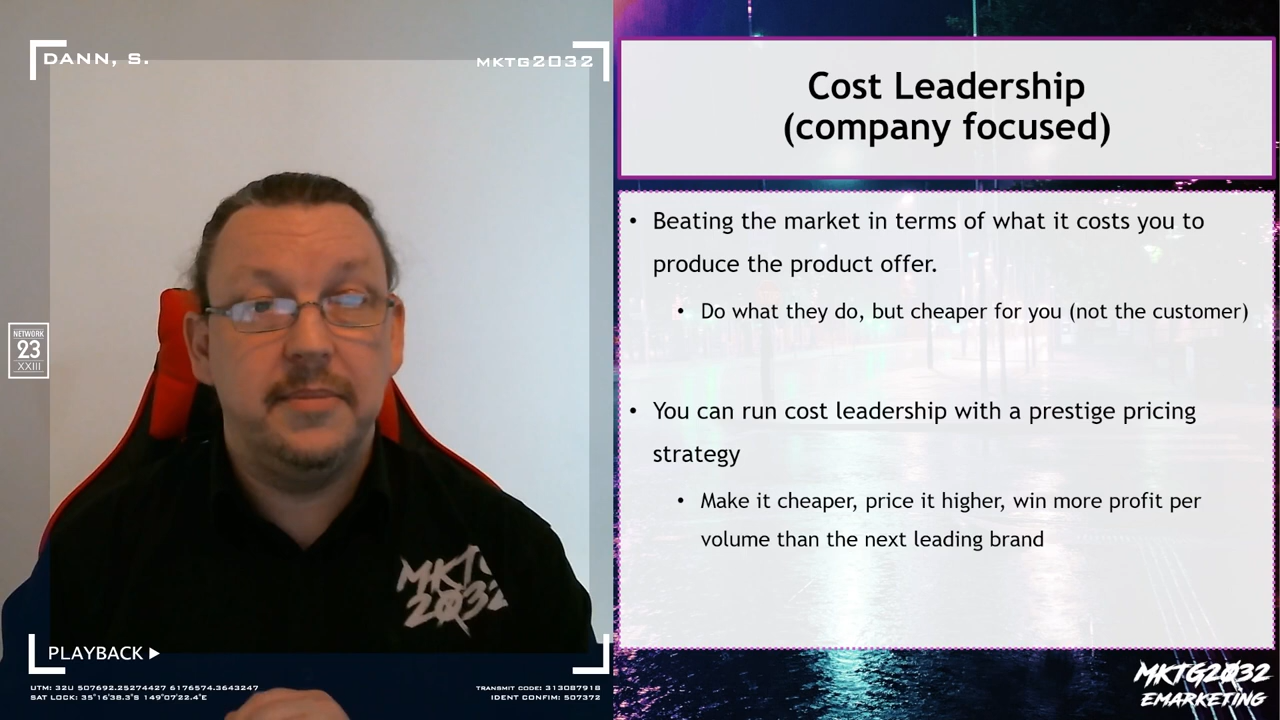 DANN, S.
MKTG2032
NETWORK
23
XXIII
MKTG
2032
PLAYBACK
UTM: 32U 507692.25274427 6176574.3643247
SAT LOCK: 35°16'38.3"S 149°07'22.4"E
TRANSMIT CODE: 313087918
IDENT CONFIM: 507372
Cost Leadership
(company focused)
• Beating the market in terms of what it costs you to
produce the product offer.
• Do what they do, but cheaper for you (not the customer)
• You can run cost leadership with a prestige pricing
strategy
• Make it cheaper, price it higher, win more profit per
volume than the next leading brand
MKTG2032
EMARKETING